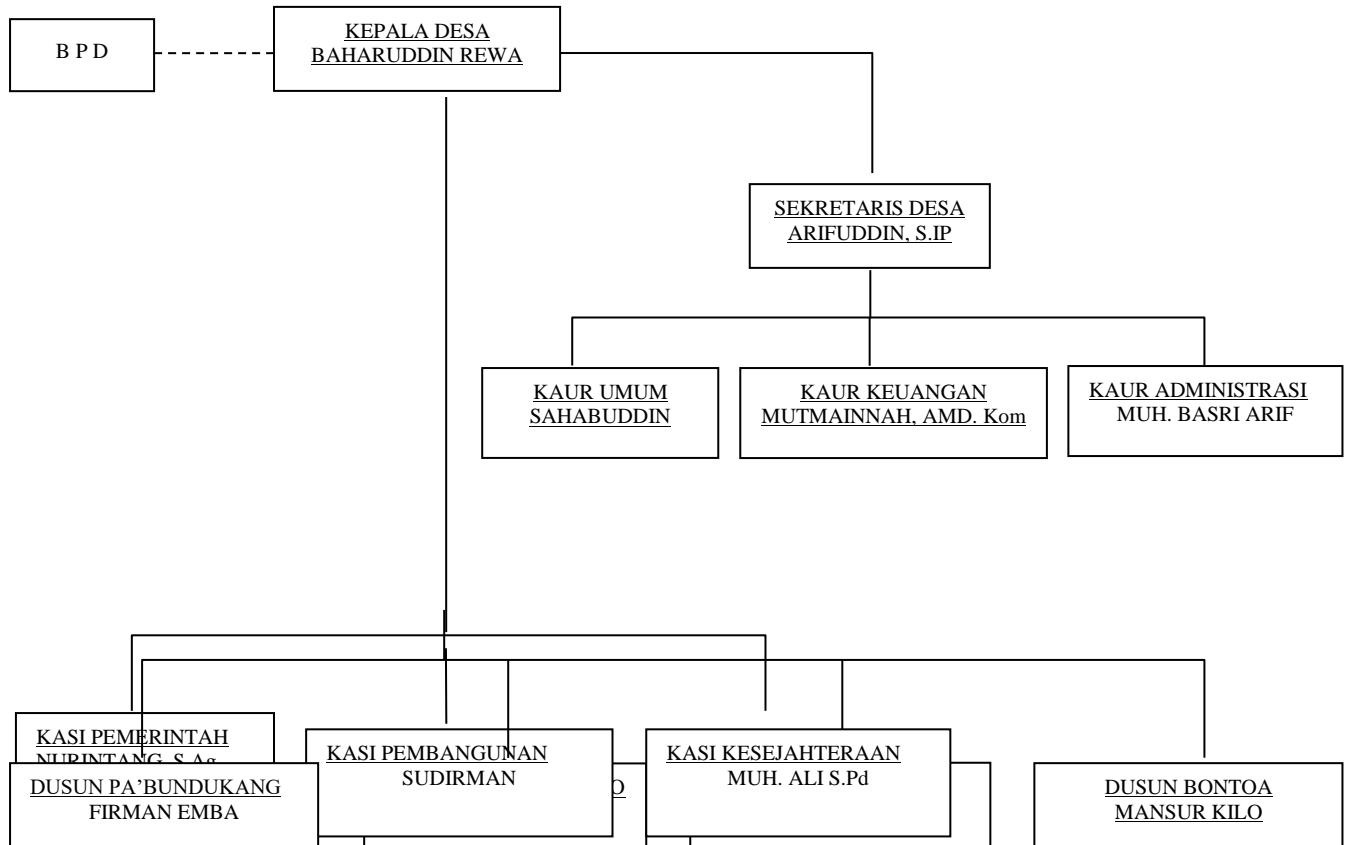 B P D
KEPALA DESA
BAHARUDDIN REWA
SEKRETARIS DESA
ARIFUDDIN, S.IP
KAUR UMUM
SAHABUDDIN
KAUR KEUANGAN
MUTMAINNAH, AMD. Kom
KAUR ADMINISTRASI
MUH. BASRI ARIF
KASI PEMERINTAH
NURINTANG, S.Ag
KASI PEMBANGUNAN
SUDIRMAN
KASI KESEJAHTERAAN
MUH. ALI S.Pd
DUSUN PA’BUNDUKANG
FIRMAN EMBA
DUSUN BONTOA
MANSUR KILO